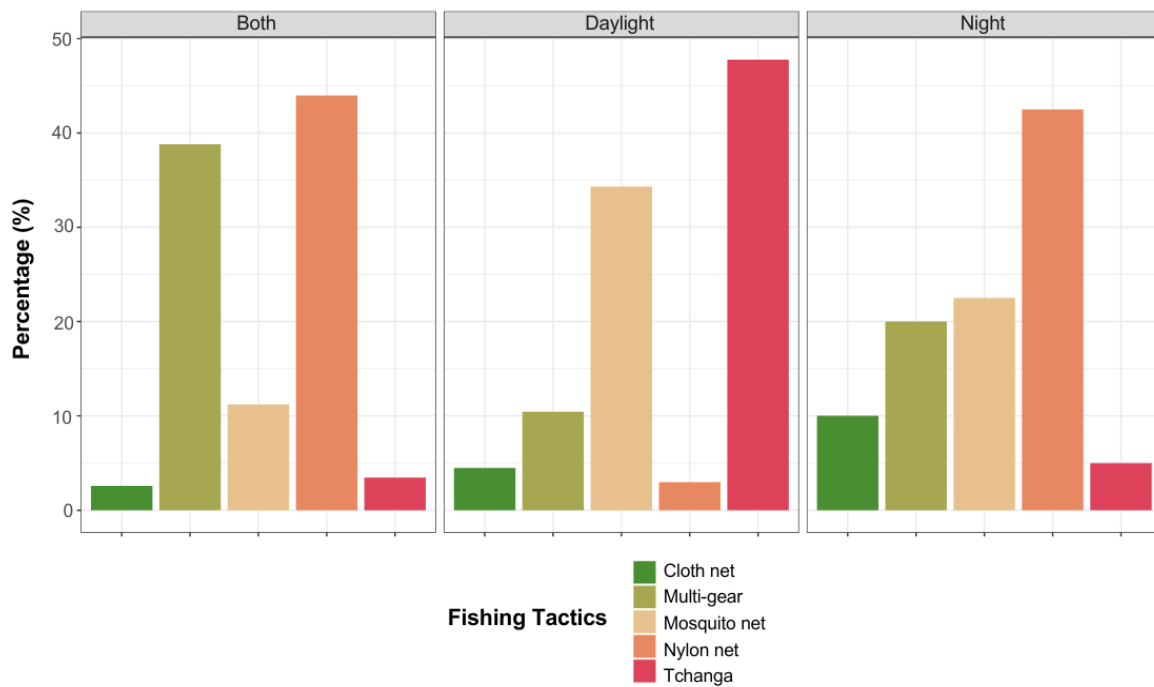 Both
Daylight
Night
50
40
30
20
10
0
Percentage (%)
Fishing Tactics
Cloth net
Multi-gear
Mosquito net
Nylon net
Tchanga